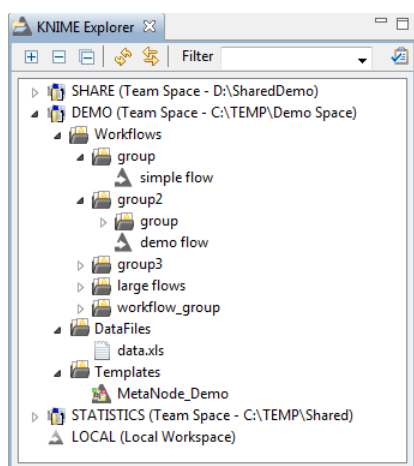 KNIME Explorer
Filter
SHARE (Team Space - D:\SharedDemo)
DEMO (Team Space - C:\TEMP\Demo Space)
Workflows
group
simple flow
group2
group
demo flow
group3
large flows
workflow_group
DataFiles
data.xls
Templates
MetaNode_Demo
STATISTICS (Team Space - C:\TEMP\Shared)
LOCAL (Local Workspace)